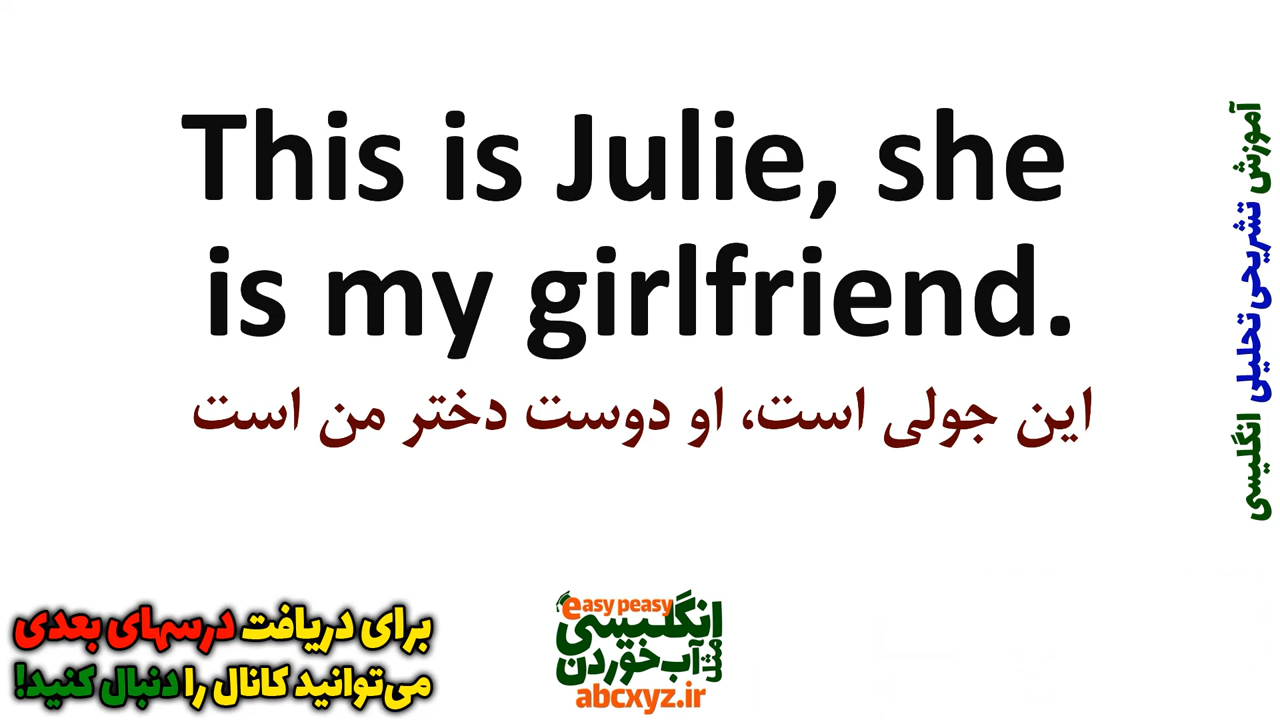 This is Julie, she
is my girlfriend.
این جولی است، او دوست دختر من است
آموزش تشریحی تحلیلی انگلیسی
برای دریافت درسهای بعدی
می‌توانید کانال را دنبال کنید!
easy peasy
انگلیسی
مثل آب خوردن
abcxyz.ir